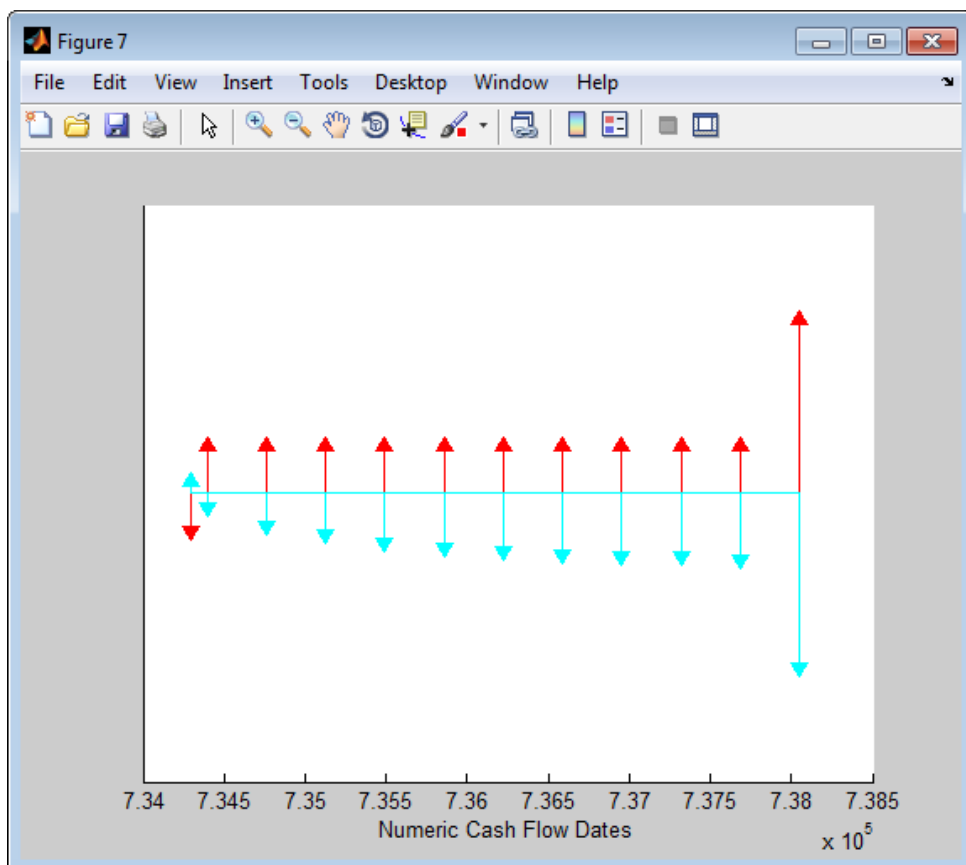 Figure 7
File Edit View Insert Tools Desktop Window Help
7.34 7.345 7.35 7.355 7.36 7.365 7.37 7.375 7.38 7.385
Numeric Cash Flow Dates
x 10^5